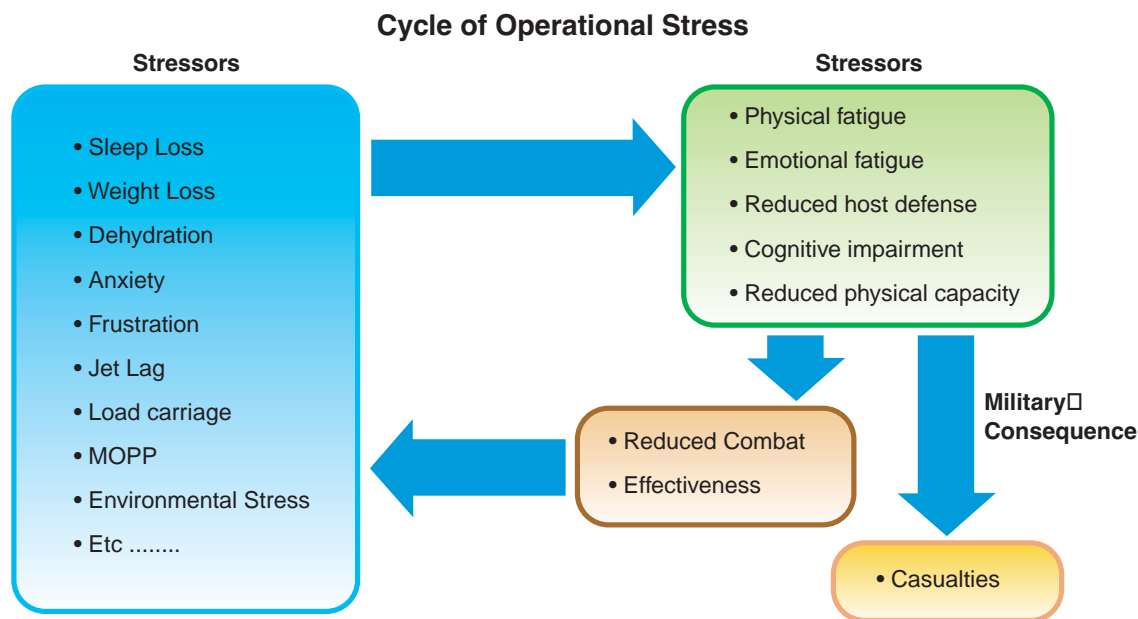 Cycle of Operational Stress
Stressors
• Sleep Loss
• Weight Loss
• Dehydration
• Anxiety
• Frustration
• Jet Lag
• Load carriage
• MOPP
• Environmental Stress
• Etc ........
Stressors
• Physical fatigue
• Emotional fatigue
• Reduced host defense
• Cognitive impairment
• Reduced physical capacity
Military□
Consequence
• Reduced Combat
• Effectiveness
• Casualties